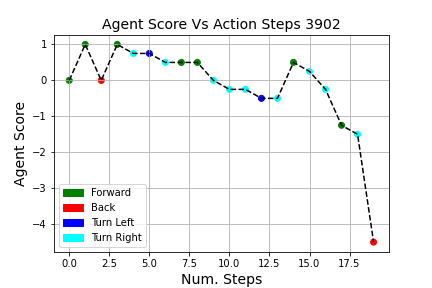 Agent Score Vs Action Steps 3902
1
0
−1
−2
−3
−4
Agent Score
Forward
Back
Turn Left
Turn Right
0.0 2.5 5.0 7.5 10.0 12.5 15.0 17.5
Num. Steps